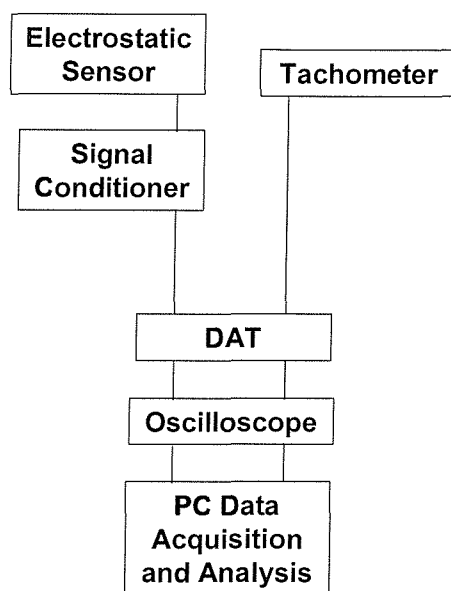 Electrostatic
Sensor
Tachometer
Signal
Conditioner
DAT
Oscilloscope
PC Data
Acquisition
and Analysis